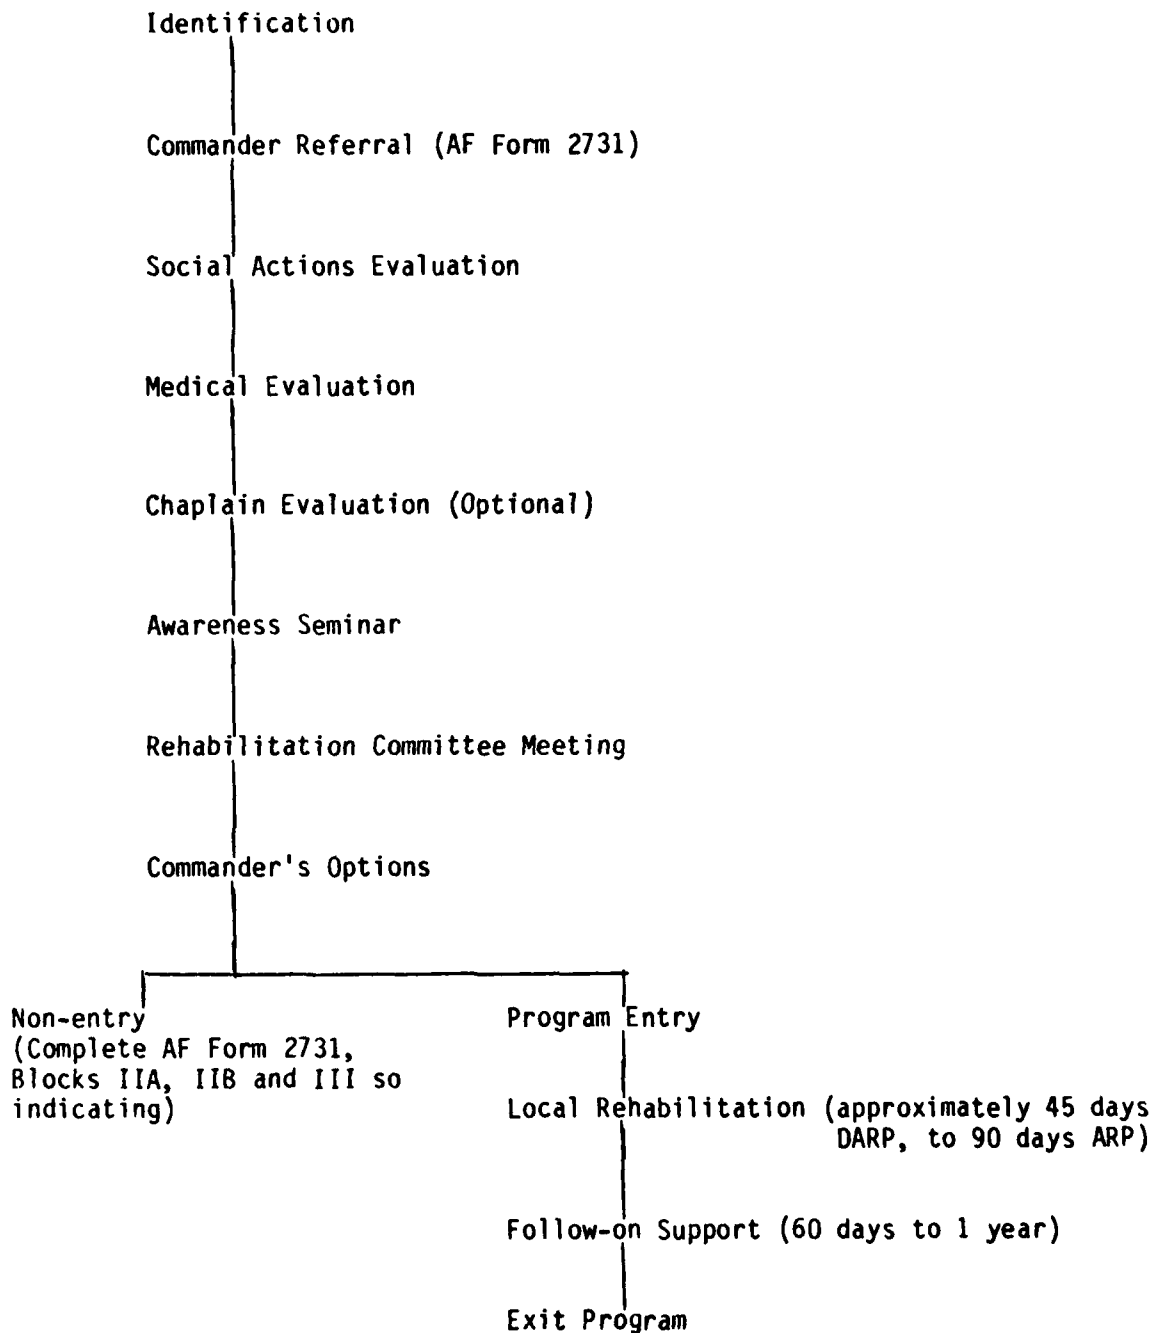 Identification
Commander Referral (AF Form 2731)
Social Actions Evaluation
Medical Evaluation
Chaplain Evaluation (Optional)
Awareness Seminar
Rehabilitation Committee Meeting
Commander's Options
Non-entry
(Complete AF Form 2731,
Blocks IIA, IIB and III so
indicating)
Program Entry
Local Rehabilitation (approximately 45 days
DARP, to 90 days ARP)
Follow-on Support (60 days to 1 year)
Exit Program